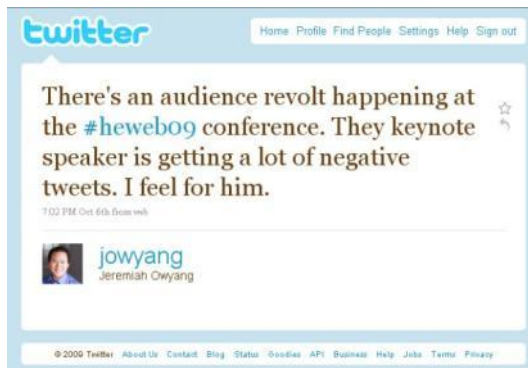 twitter
Home Profile Find People Settings Help Sign out
There's an audience revolt happening at
the #heweb09 conference. They keynote
speaker is getting a lot of negative
tweets. I feel for him.
7:02 PM Oct 6th from web
jowyang
Jeremiah Owyang
© 2009 Twitter About Us Contact Blog Status Goodies API Business Help Jobs Terms Privacy